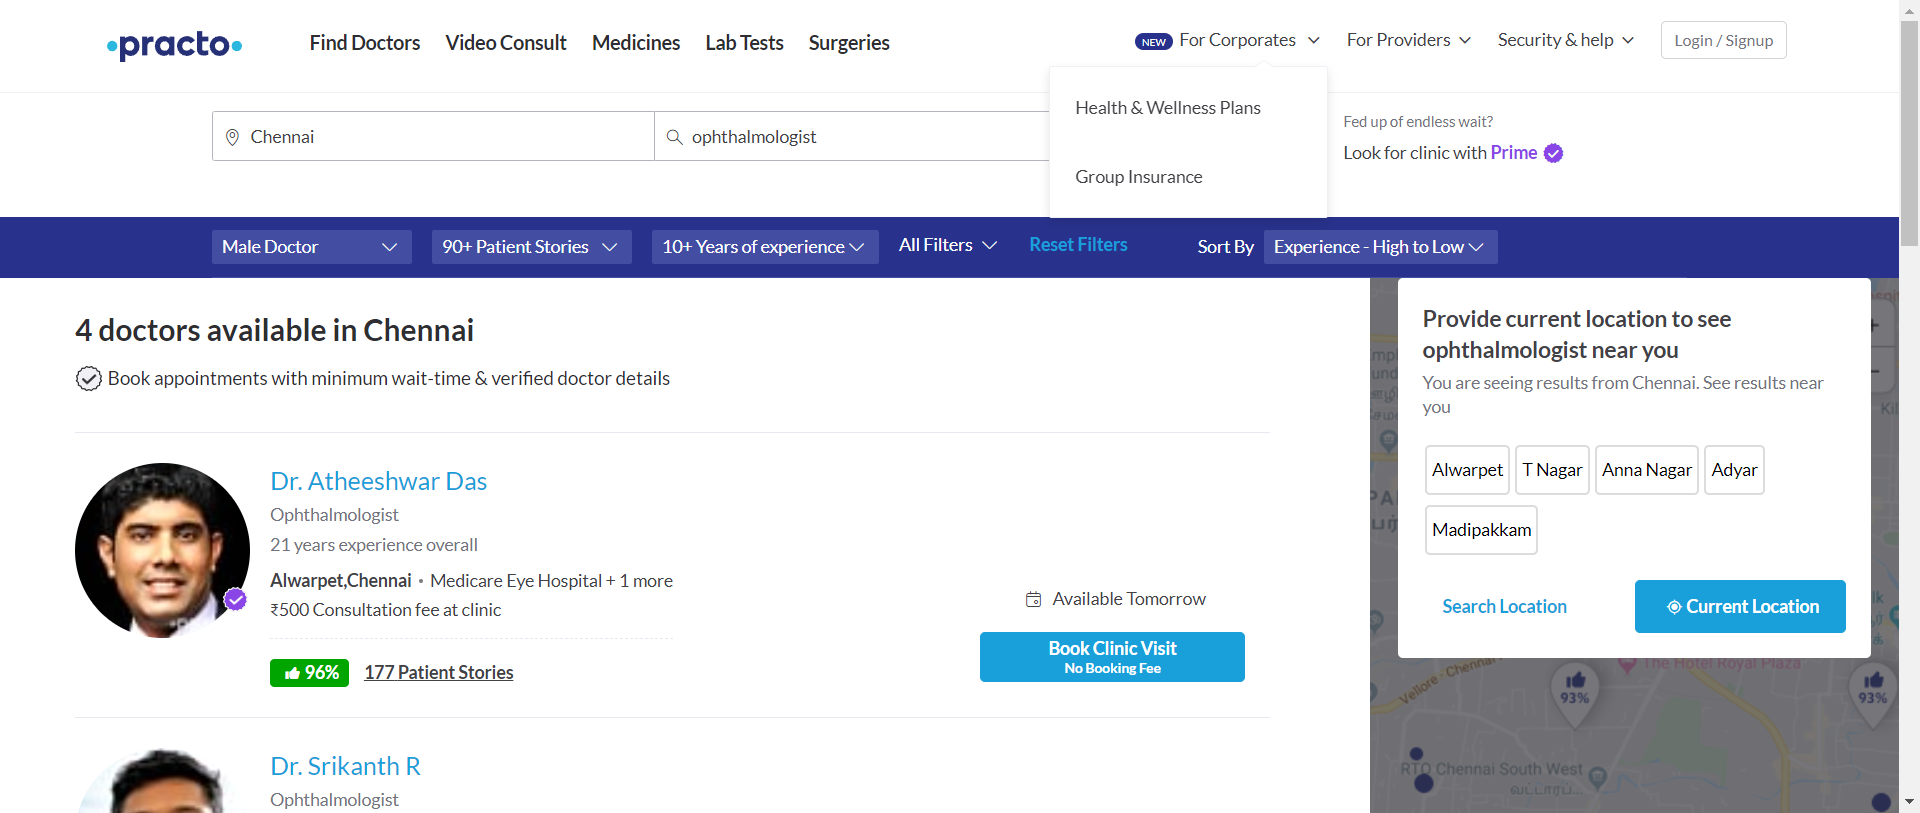 practo
Find Doctors
Video Consult
Medicines
Lab Tests
Surgeries
NEW For Corporates
For Providers
Security & help
Login / Signup
Health & Wellness Plans
Group Insurance
Chennai
ophthalmologist
Fed up of endless wait?
Look for clinic with Prime
Male Doctor
90+ Patient Stories
10+ Years of experience
All Filters
Reset Filters
Sort By
Experience - High to Low
4 doctors available in Chennai
Book appointments with minimum wait-time & verified doctor details
Dr. Atheeshwar Das
Ophthalmologist
21 years experience overall
Alwarpet,Chennai • Medicare Eye Hospital + 1 more
₹500 Consultation fee at clinic
96%
177 Patient Stories
Available Tomorrow
Book Clinic Visit
No Booking Fee
Dr. Srikanth R
Ophthalmologist
Provide current location to see
ophthalmologist near you
You are seeing results from Chennai. See results near
you
Alwarpet
T Nagar
Anna Nagar
Adyar
Madipakkam
Search Location
Current Location
The Hotel Royal Plaza
Vellore - Chennai
93%
93%
RTO Chennai South West